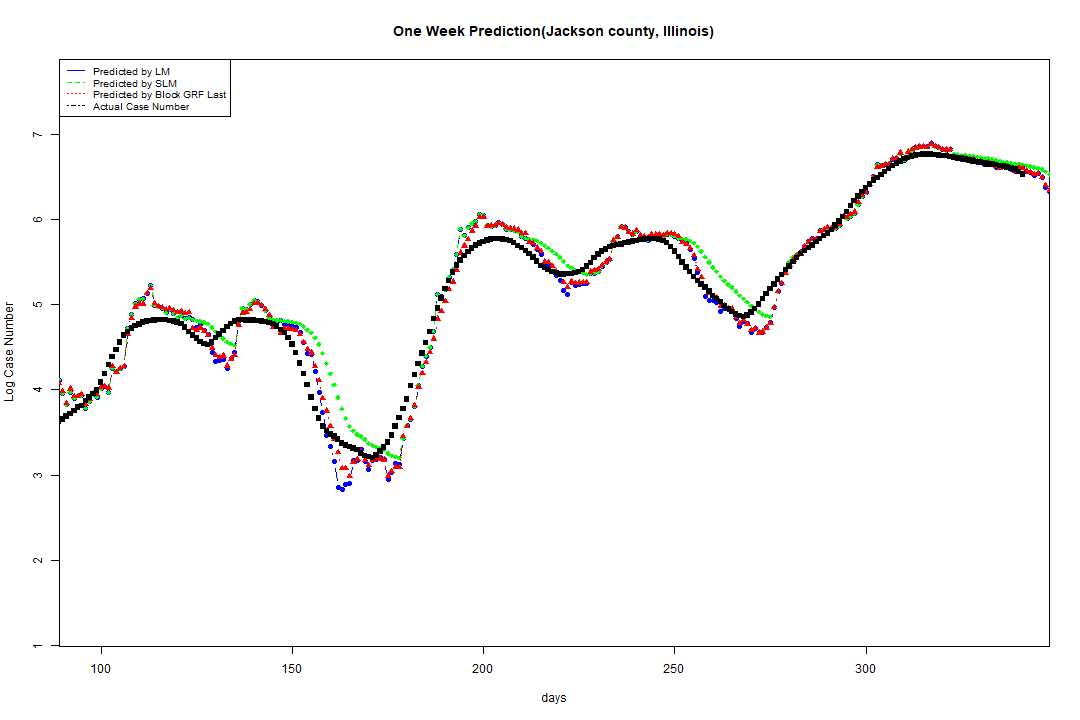 One Week Prediction(Jackson county, Illinois)
Predicted by LM
Predicted by SLM
Predicted by Block GRF Last
Actual Case Number
Log Case Number
7
6
5
4
3
2
1
100 150 200 250 300
days